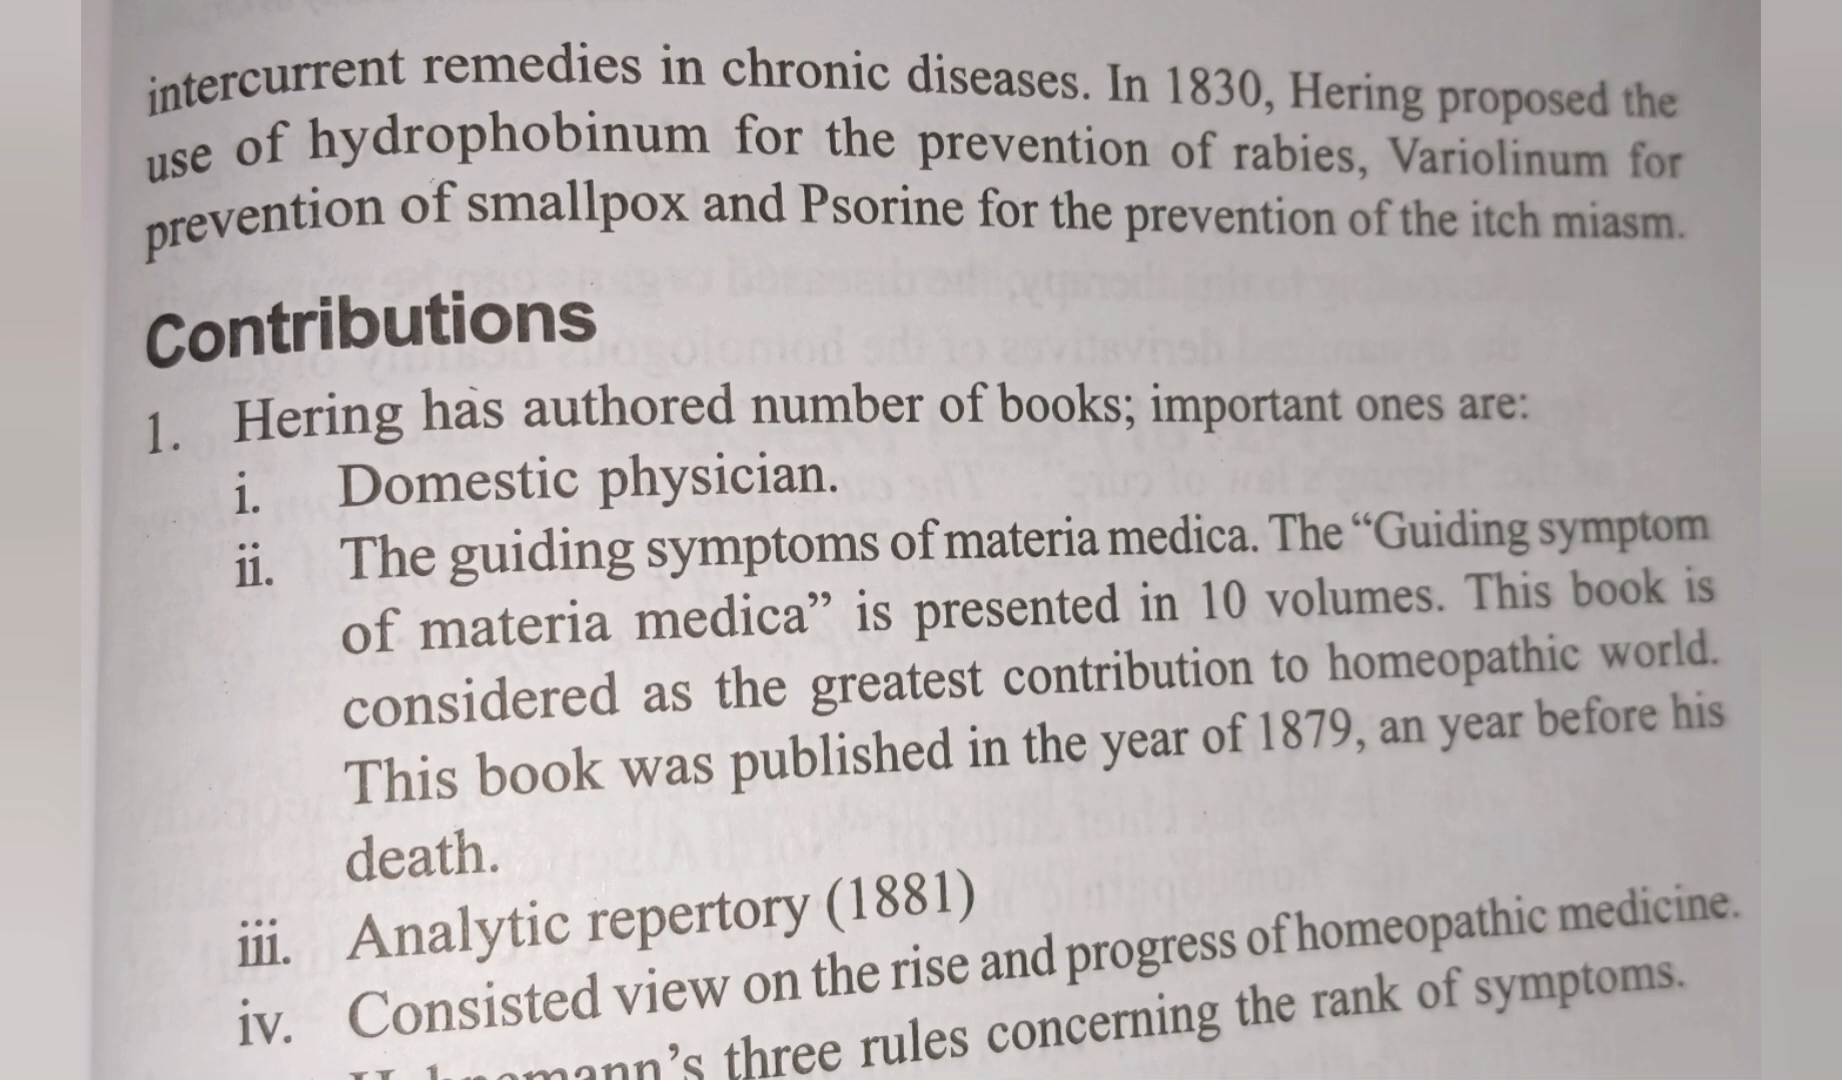 intercurrent remedies in chronic diseases. In 1830, Hering proposed the
use of hydrophobinum for the prevention of rabies, Variolinum for
prevention of smallpox and Psorine for the prevention of the itch miasm.
Contributions
1. Hering has authored number of books; important ones are:
i. Domestic physician.
ii. The guiding symptoms of materia medica. The “Guiding symptom
of materia medica” is presented in 10 volumes. This book is
considered as the greatest contribution to homeopathic world.
This book was published in the year of 1879, an year before his
death.
iii. Analytic repertory (1881)
iv. Consisted view on the rise and progress of homeopathic medicine.
three rules concerning the rank of symptoms.